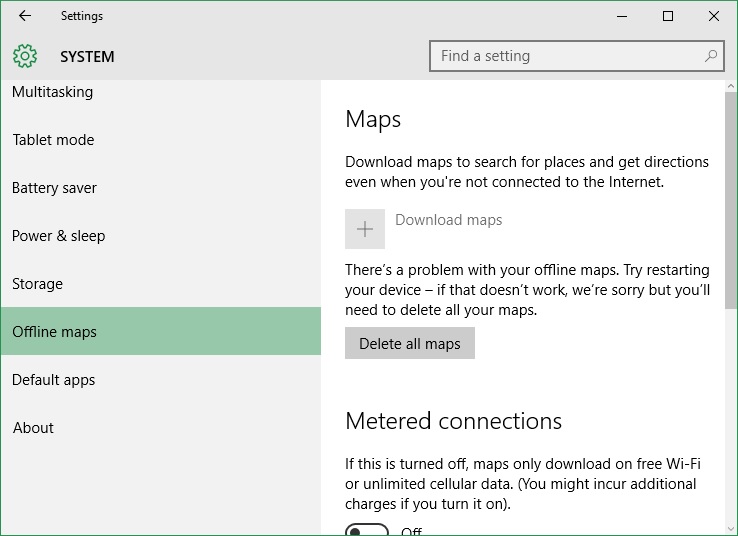 Settings
SYSTEM
Find a setting
Multitasking
Tablet mode
Battery saver
Power & sleep
Storage
Offline maps
Default apps
About
Maps
Download maps to search for places and get directions
even when you're not connected to the Internet.
Download maps
There’s a problem with your offline maps. Try restarting
your device – if that doesn’t work, we’re sorry but you’ll
need to delete all your maps.
Delete all maps
Metered connections
If this is turned off, maps only download on free Wi-Fi
or unlimited cellular data. (You might incur additional
charges if you turn it on).
Off